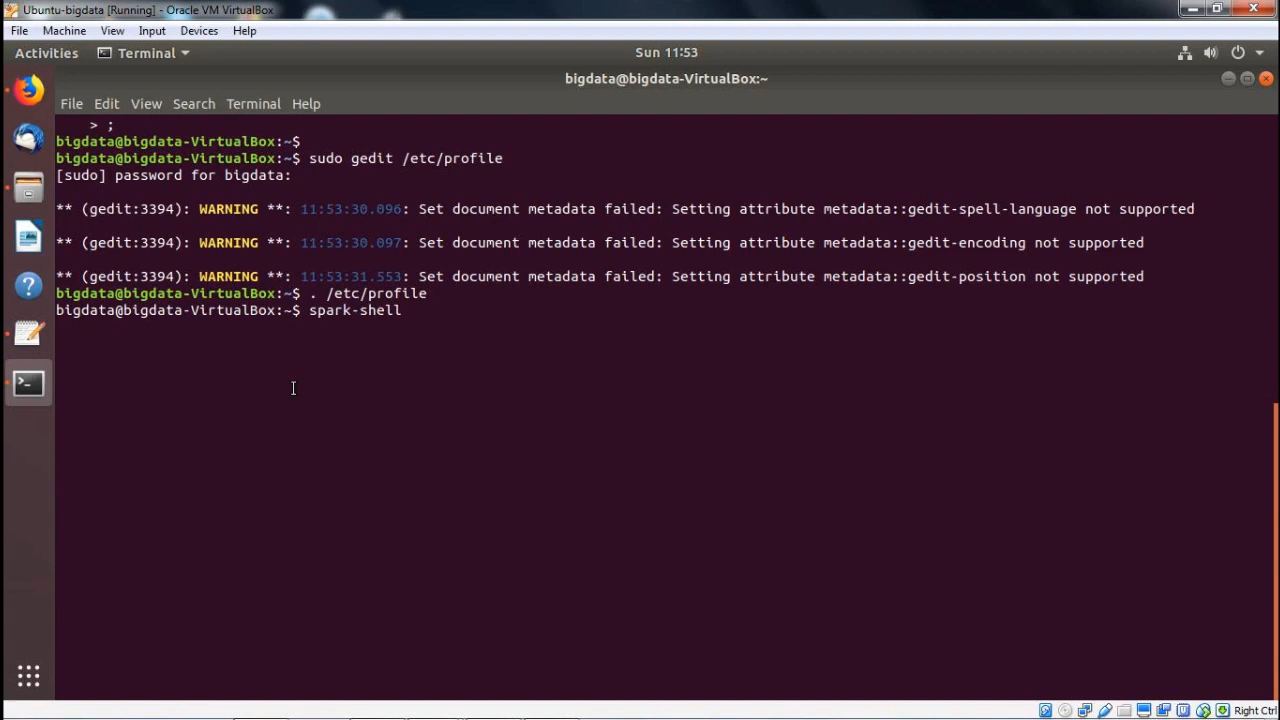 Ubuntu-bigdata [Running] - Oracle VM VirtualBox
File Machine View Input Devices Help
Activities Terminal Sun 11:53
bigdata@bigdata-VirtualBox:~
File Edit View Search Terminal Help
> ;
bigdata@bigdata-VirtualBox:~$
bigdata@bigdata-VirtualBox:~$ sudo gedit /etc/profile
[sudo] password for bigdata:
** (gedit:3394): WARNING **: 11:53:30.096: Set document metadata failed: Setting attribute metadata::gedit-spell-language not supported
** (gedit:3394): WARNING **: 11:53:30.097: Set document metadata failed: Setting attribute metadata::gedit-encoding not supported
** (gedit:3394): WARNING **: 11:53:31.553: Set document metadata failed: Setting attribute metadata::gedit-position not supported
bigdata@bigdata-VirtualBox:~$ . /etc/profile
bigdata@bigdata-VirtualBox:~$ spark-shell
Right Ctrl